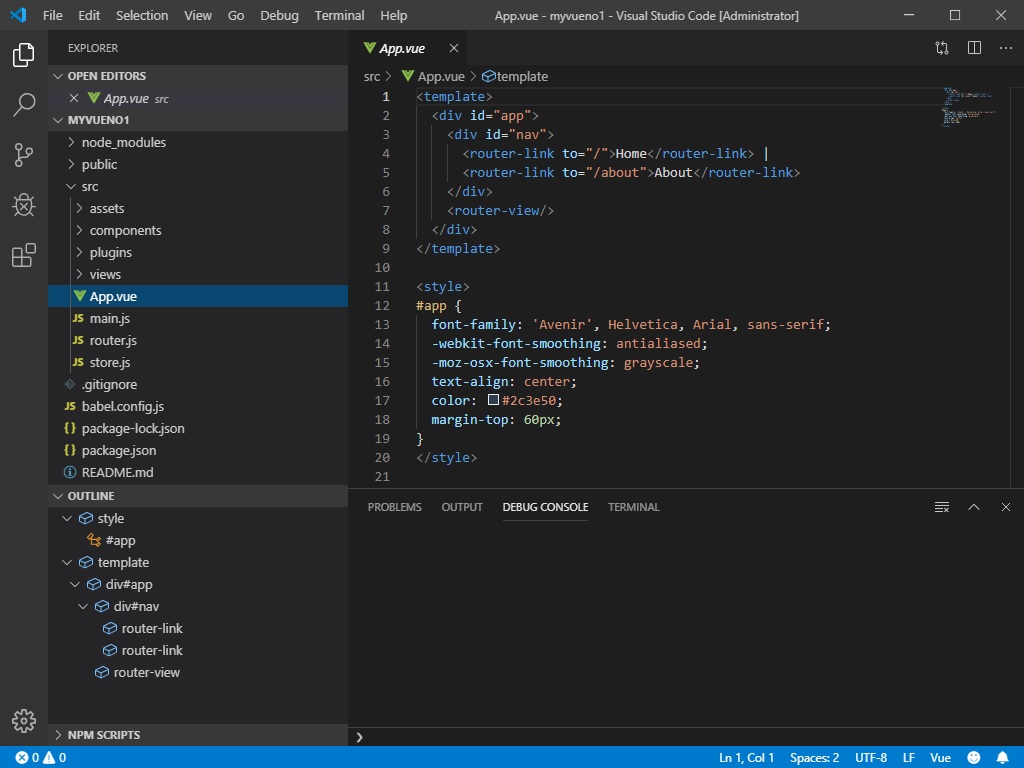 File Edit Selection View Go Debug Terminal Help
App.vue - myvueno1 - Visual Studio Code [Administrator]
EXPLORER
OPEN EDITORS
App.vue src
MYVUENO1
node_modules
public
src
assets
components
plugins
views
App.vue
JS main.js
JS router.js
JS store.js
.gitignore
JS babel.config.js
{} package-lock.json
{} package.json
README.md
OUTLINE
style
#app
template
div#app
div#nav
router-link
router-link
router-view
NPM SCRIPTS
App.vue
src > App.vue > template
1 <template>
2 <div id="app">
3 <div id="nav">
4 <router-link to="/">Home</router-link> |
5 <router-link to="/about">About</router-link>
6 </div>
7 <router-view/>
8 </div>
9 </template>
10
11 <style>
12 #app {
13 font-family: 'Avenir', Helvetica, Arial, sans-serif;
14 -webkit-font-smoothing: antialiased;
15 -moz-osx-font-smoothing: grayscale;
16 text-align: center;
17 color: #2c3e50;
18 margin-top: 60px;
19 }
20 </style>
21
PROBLEMS OUTPUT DEBUG CONSOLE TERMINAL
0 0
Ln 1, Col 1 Spaces: 2 UTF-8 LF Vue